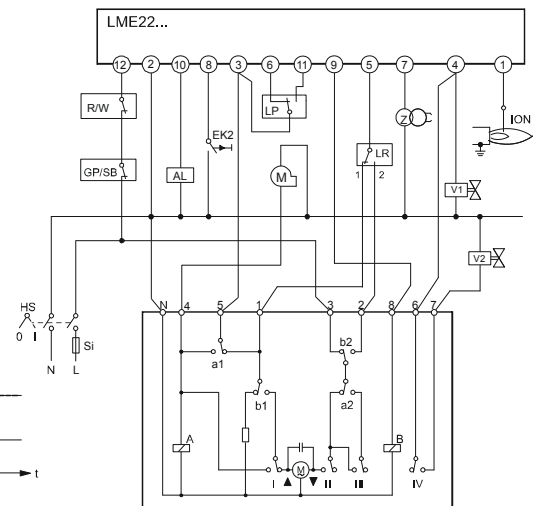 LME22...
12 2 10 8 3 6 11 9 5 7 4 1
R/W
LP
Z
ION
EK2
GP/SB
AL
M
LR
1 2
V1
V2
HS
0 I
Si
N L
N 4 5 1 3 2 8 6 7
a1
b2
b1
a2
A
B
M
I II III IV
t